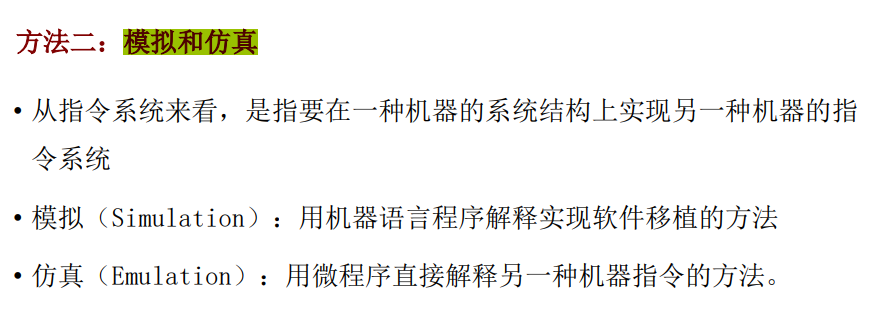 方法二：模拟和仿真
• 从指令系统来看，是指要在一种机器的系统结构上实现另一种机器的指
令系统
• 模拟（Simulation）：用机器语言程序解释实现软件移植的方法
• 仿真（Emulation）：用微程序直接解释另一种机器指令的方法。